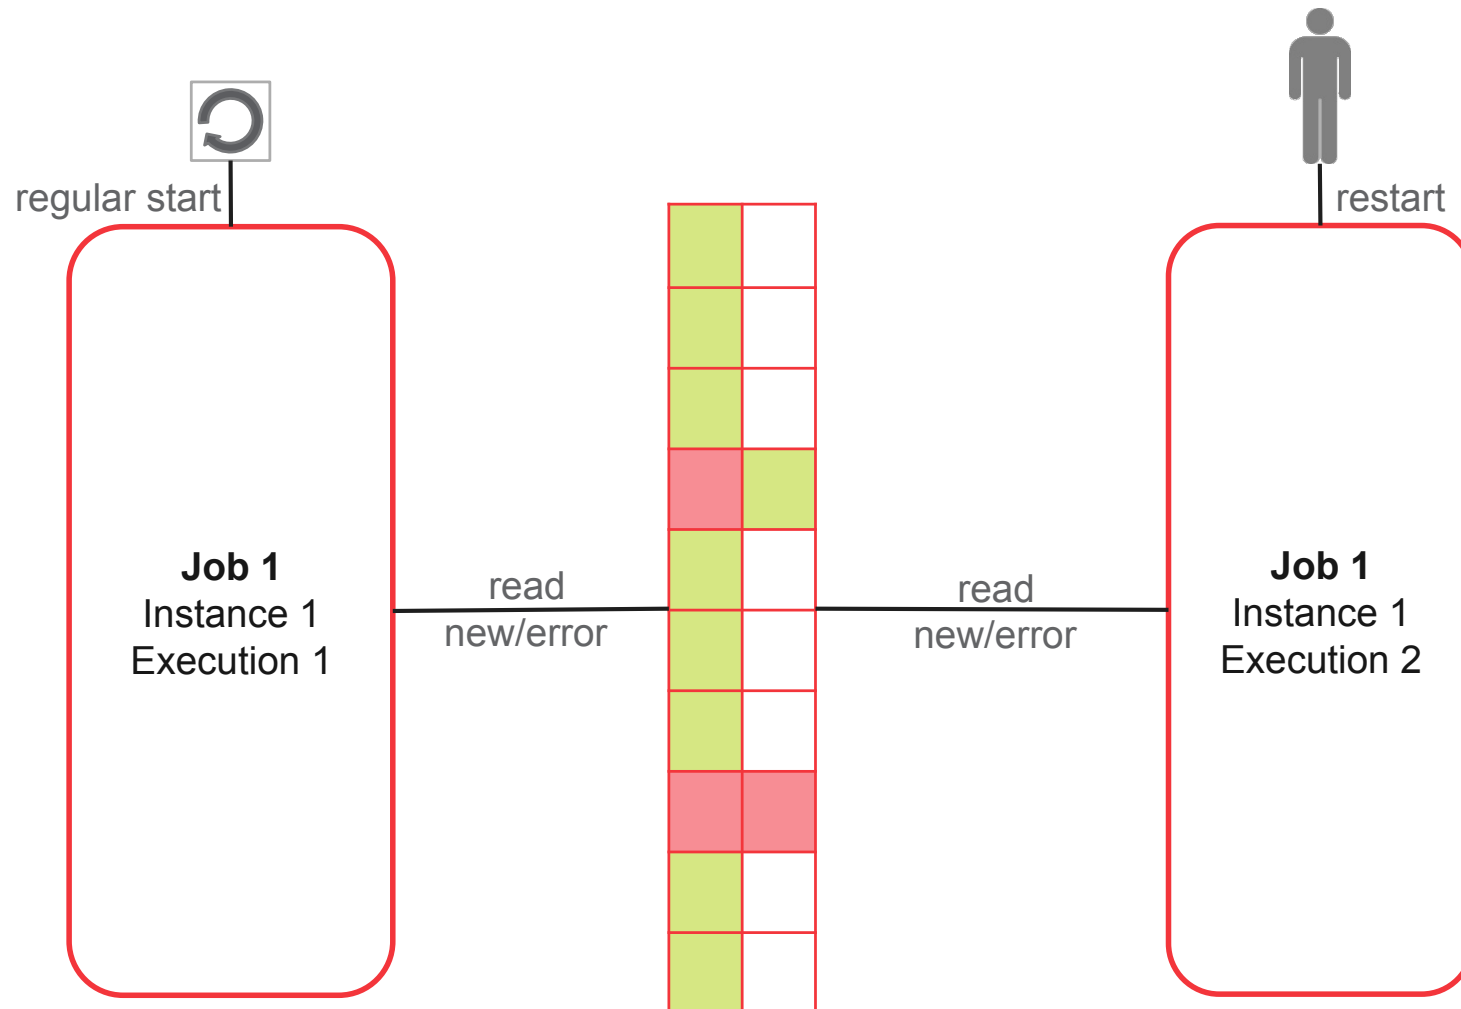 regular start
restart
Job 1
Instance 1
Execution 1
read
new/error
read
new/error
Job 1
Instance 1
Execution 2